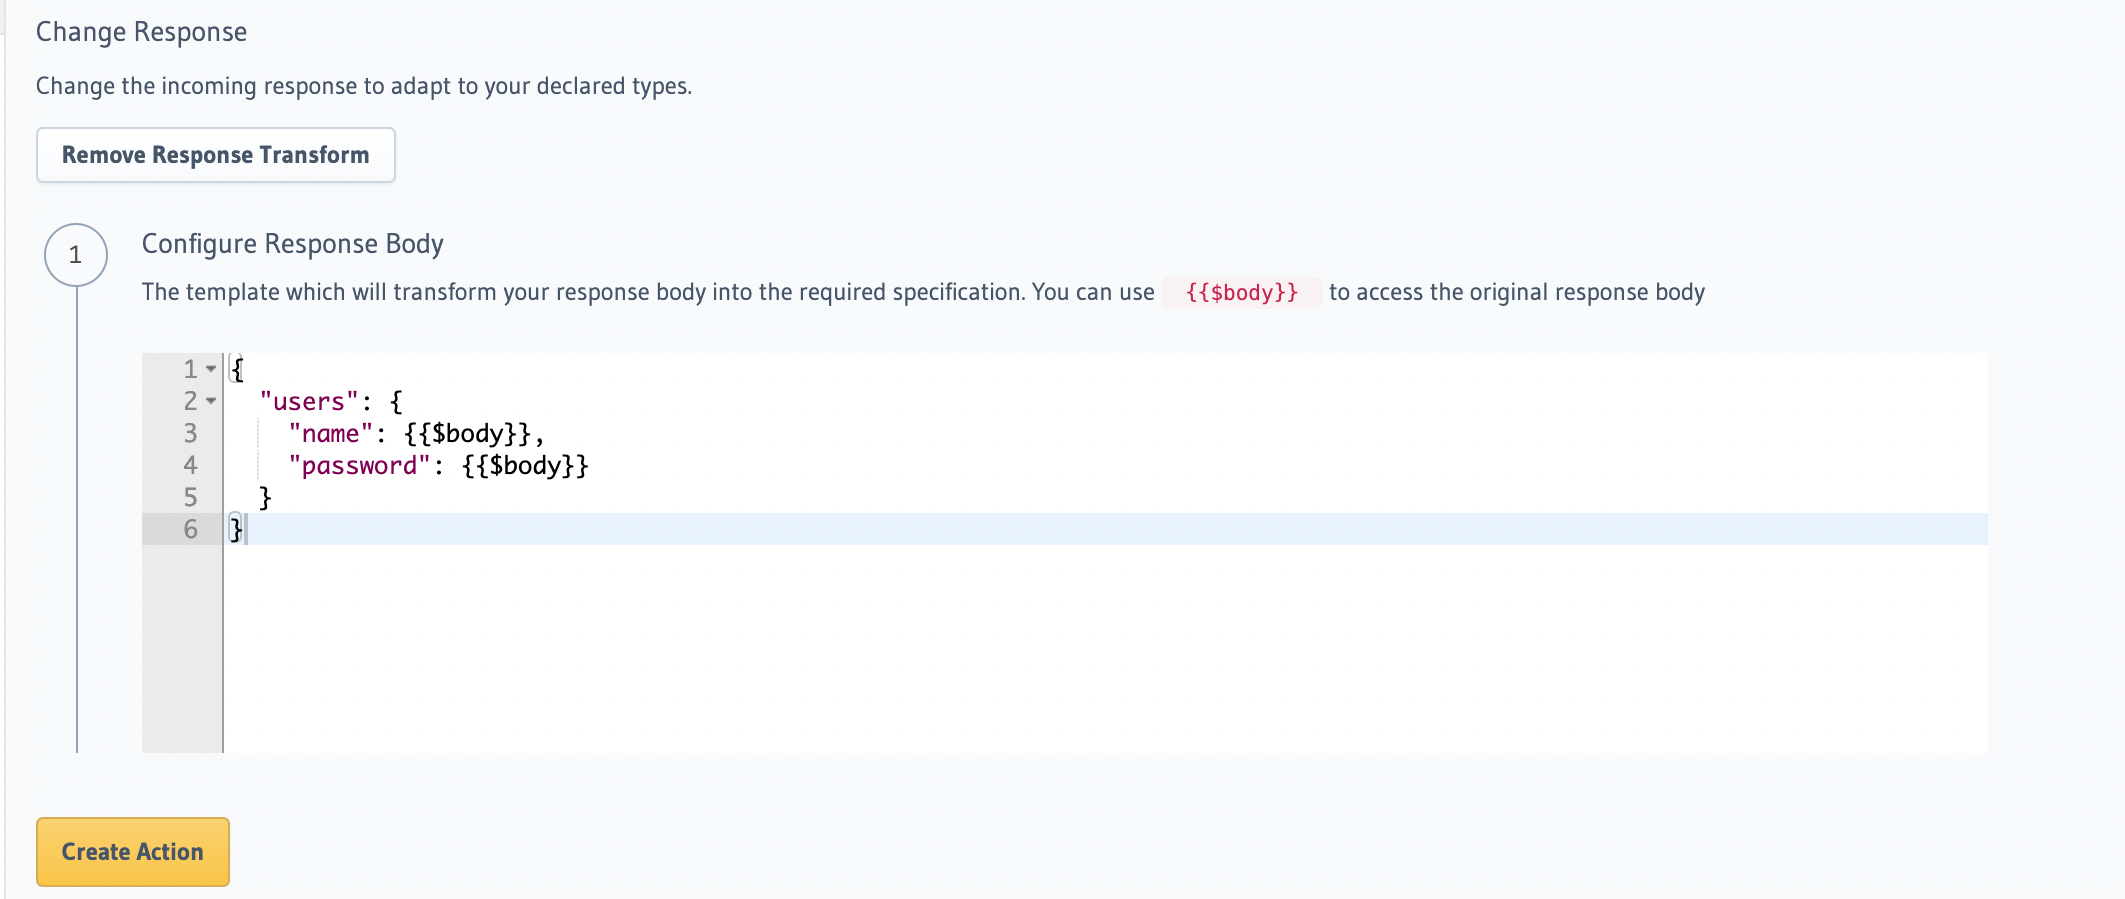 Change Response
Change the incoming response to adapt to your declared types.
Remove Response Transform
1
Configure Response Body
The template which will transform your response body into the required specification. You can use {{$body}} to access the original response body
1 {
2 "users": {
3 "name": {{$body}},
4 "password": {{$body}}
5 }
6 }
Create Action